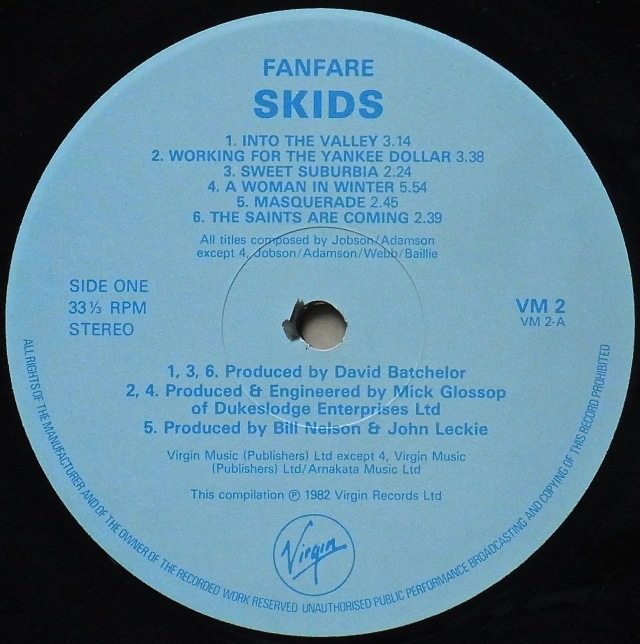 FANFARE
SKIDS
1. INTO THE VALLEY 3.14
2. WORKING FOR THE YANKEE DOLLAR 3.38
3. SWEET SUBURBIA 2.24
4. A WOMAN IN WINTER 5.54
5. MASQUERADE 2.45
6. THE SAINTS ARE COMING 2.39
All titles composed by Jobson/Adamson
except 4, Jobson/Adamson/Webb/Baillie
SIDE ONE
33⅓ RPM
STEREO
VM 2
VM 2-A
1, 3, 6. Produced by David Batchelor
2, 4. Produced & Engineered by Mick Glossop
of Dukeslodge Enterprises Ltd
5. Produced by Bill Nelson & John Leckie
Virgin Music (Publishers) Ltd except 4, Virgin Music
(Publishers) Ltd/Arnakata Music Ltd
This compilation ℗ 1982 Virgin Records Ltd
Virgin
ALL RIGHTS OF THE MANUFACTURER AND OF THE OWNER OF THE RECORDED WORK RESERVED UNAUTHORISED PUBLIC PERFORMANCE BROADCASTING AND COPYING OF THIS RECORD PROHIBITED